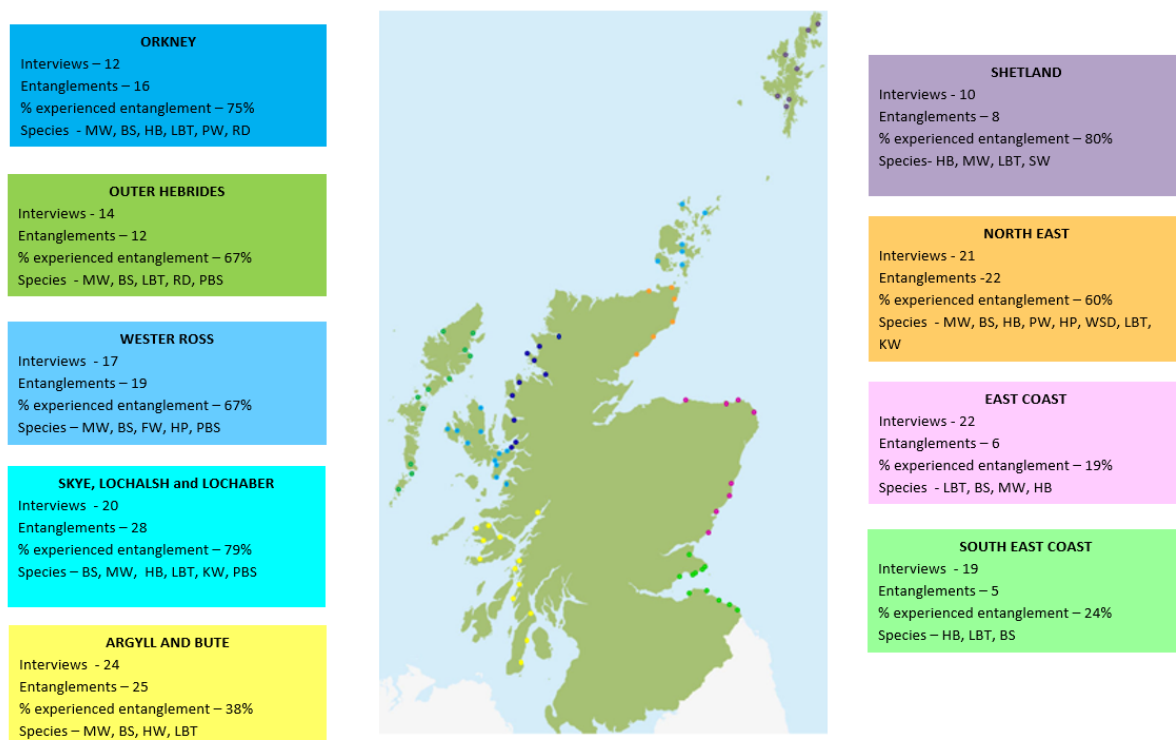 ORKNEY
Interviews – 12
Entanglements – 16
% experienced entanglement – 75%
Species - MW, BS, HB, LBT, PW, RD
OUTER HEBRIDES
Interviews - 14
Entanglements – 12
% experienced entanglement – 67%
Species - MW, BS, LBT, RD, PBS
WESTER ROSS
Interviews - 17
Entanglements – 19
% experienced entanglement – 67%
Species – MW, BS, FW, HP, PBS
SKYE, LOCHALSH and LOCHABER
Interviews - 20
Entanglements – 28
% experienced entanglement – 79%
Species – BS, MW, HB, LBT, KW, PBS
ARGYLL AND BUTE
Interviews - 24
Entanglements – 25
% experienced entanglement – 38%
Species – MW, BS, HW, LBT
SHETLAND
Interviews - 10
Entanglements – 8
% experienced entanglement – 80%
Species- HB, MW, LBT, SW
NORTH EAST
Interviews - 21
Entanglements -22
% experienced entanglement – 60%
Species - MW, BS, HB, PW, HP, WSD, LBT,
KW
EAST COAST
Interviews - 22
Entanglements – 6
% experienced entanglement – 19%
Species - LBT, BS, MW, HB
SOUTH EAST COAST
Interviews - 19
Entanglements – 5
% experienced entanglement – 24%
Species – HB, LBT, BS